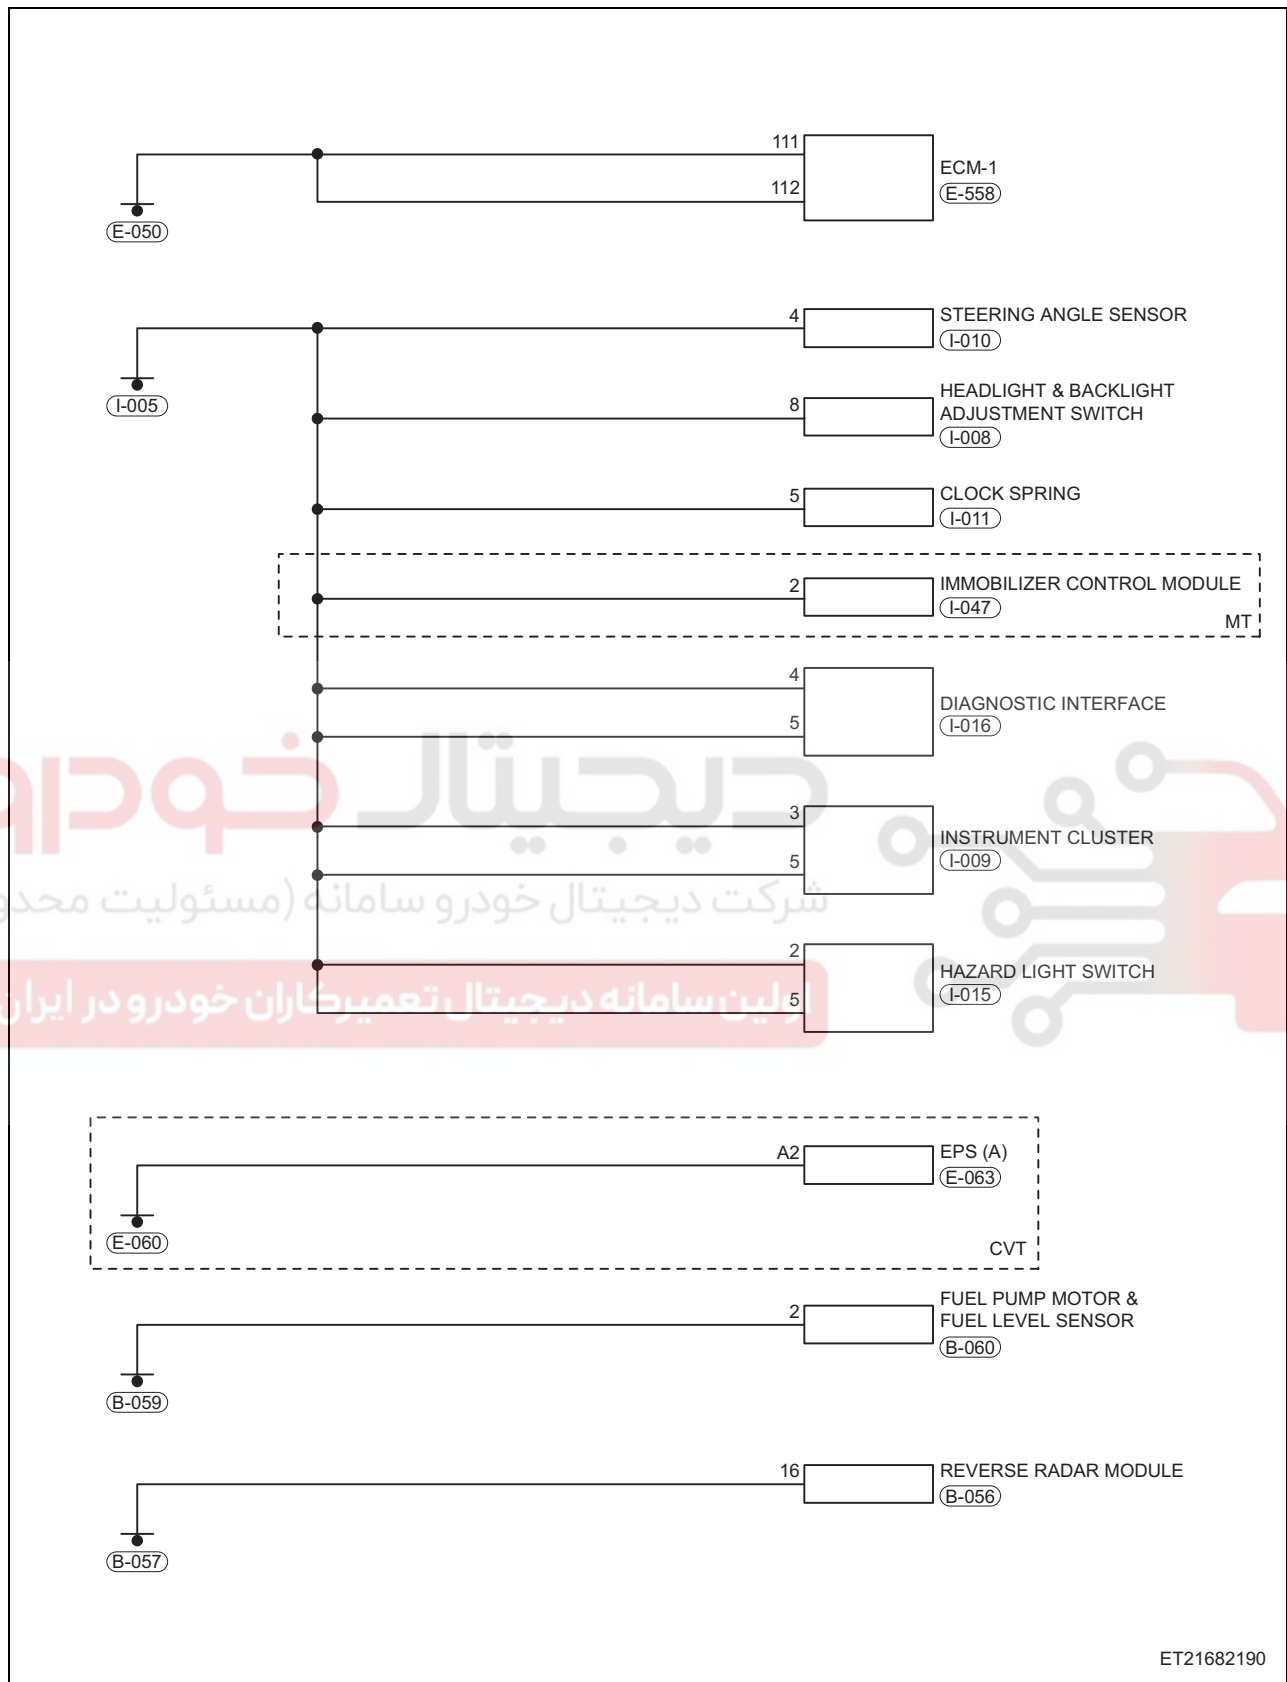 111
ECM-1
112
E-558
E-050
4
STEERING ANGLE SENSOR
I-010
I-005
HEADLIGHT & BACKLIGHT
8
ADJUSTMENT SWITCH
I-008
5
CLOCK SPRING
I-011
2
IMMOBILIZER CONTROL MODULE
I-047
MT
4
DIAGNOSTIC INTERFACE
5
I-016
دیجیتال خودرو
3
INSTRUMENT CLUSTER
5
I-009
شرکت دیجیتال خودرو سامانه (مسئولیت محدو
2
HAZARD LIGHT SWITCH
5
I-015
اولین سامانه دیجیتال تعمیرکاران خودرو در ایران
A2
EPS (A)
E-063
E-060
CVT
FUEL PUMP MOTOR &
2
FUEL LEVEL SENSOR
B-060
B-059
16
REVERSE RADAR MODULE
B-056
B-057
ET21682190